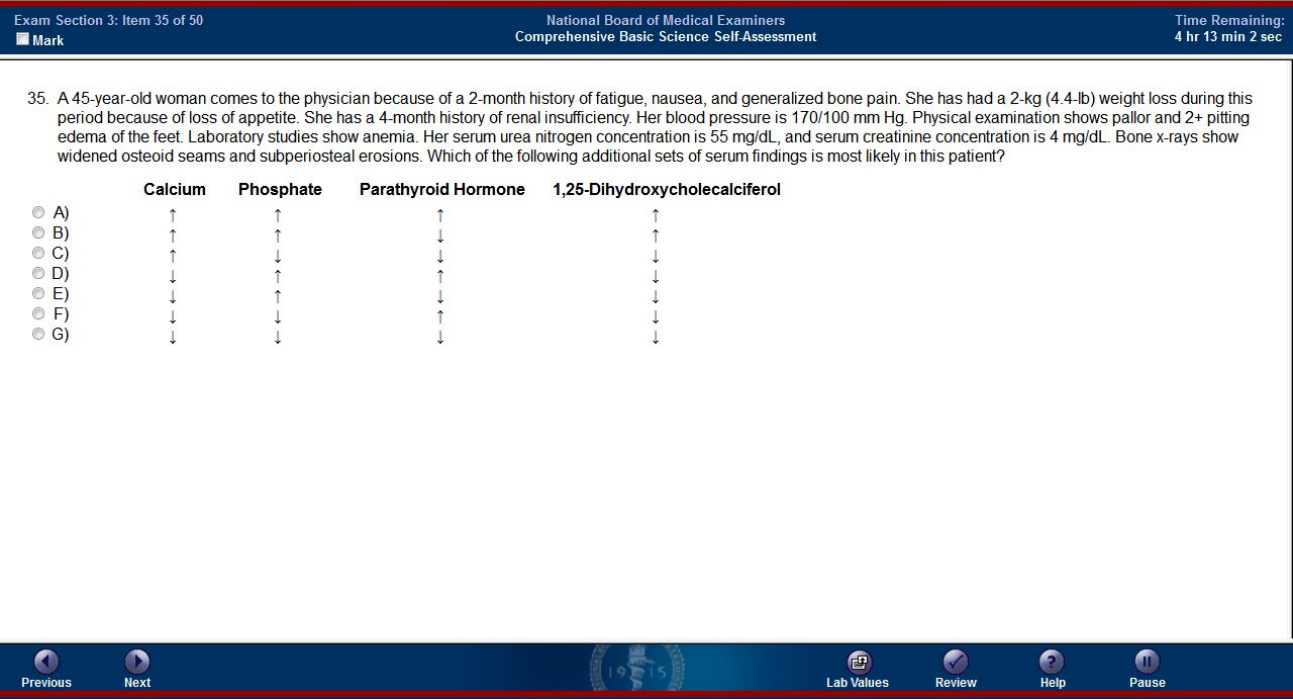 Exam Section 3: Item 35 of 50
National Board of Medical Examiners
Time Remaining:
Mark
Comprehensive Basic Science Self-Assessment
4 hr 13 min 2 sec
35. A 45-year-old woman comes to the physician because of a 2-month history of fatigue, nausea, and generalized bone pain. She has had a 2-kg (4.4-lb) weight loss during this
period because of loss of appetite. She has a 4-month history of renal insufficiency. Her blood pressure is 170/100 mm Hg. Physical examination shows pallor and 2+ pitting
edema of the feet. Laboratory studies show anemia. Her serum urea nitrogen concentration is 55 mg/dL, and serum creatinine concentration is 4 mg/dL. Bone x-rays show
widened osteoid seams and subperiosteal erosions. Which of the following additional sets of serum findings is most likely in this patient?
Calcium Phosphate Parathyroid Hormone 1,25-Dihydroxycholecalciferol
A) ↑ ↑ ↑ ↑
B) ↑ ↑ ↓ ↑
C) ↑ ↓ ↓ ↓
D) ↓ ↑ ↑ ↓
E) ↓ ↑ ↓ ↓
F) ↓ ↓ ↑ ↓
G) ↓ ↓ ↓ ↓
1915
Previous Next Lab Values Review Help Pause